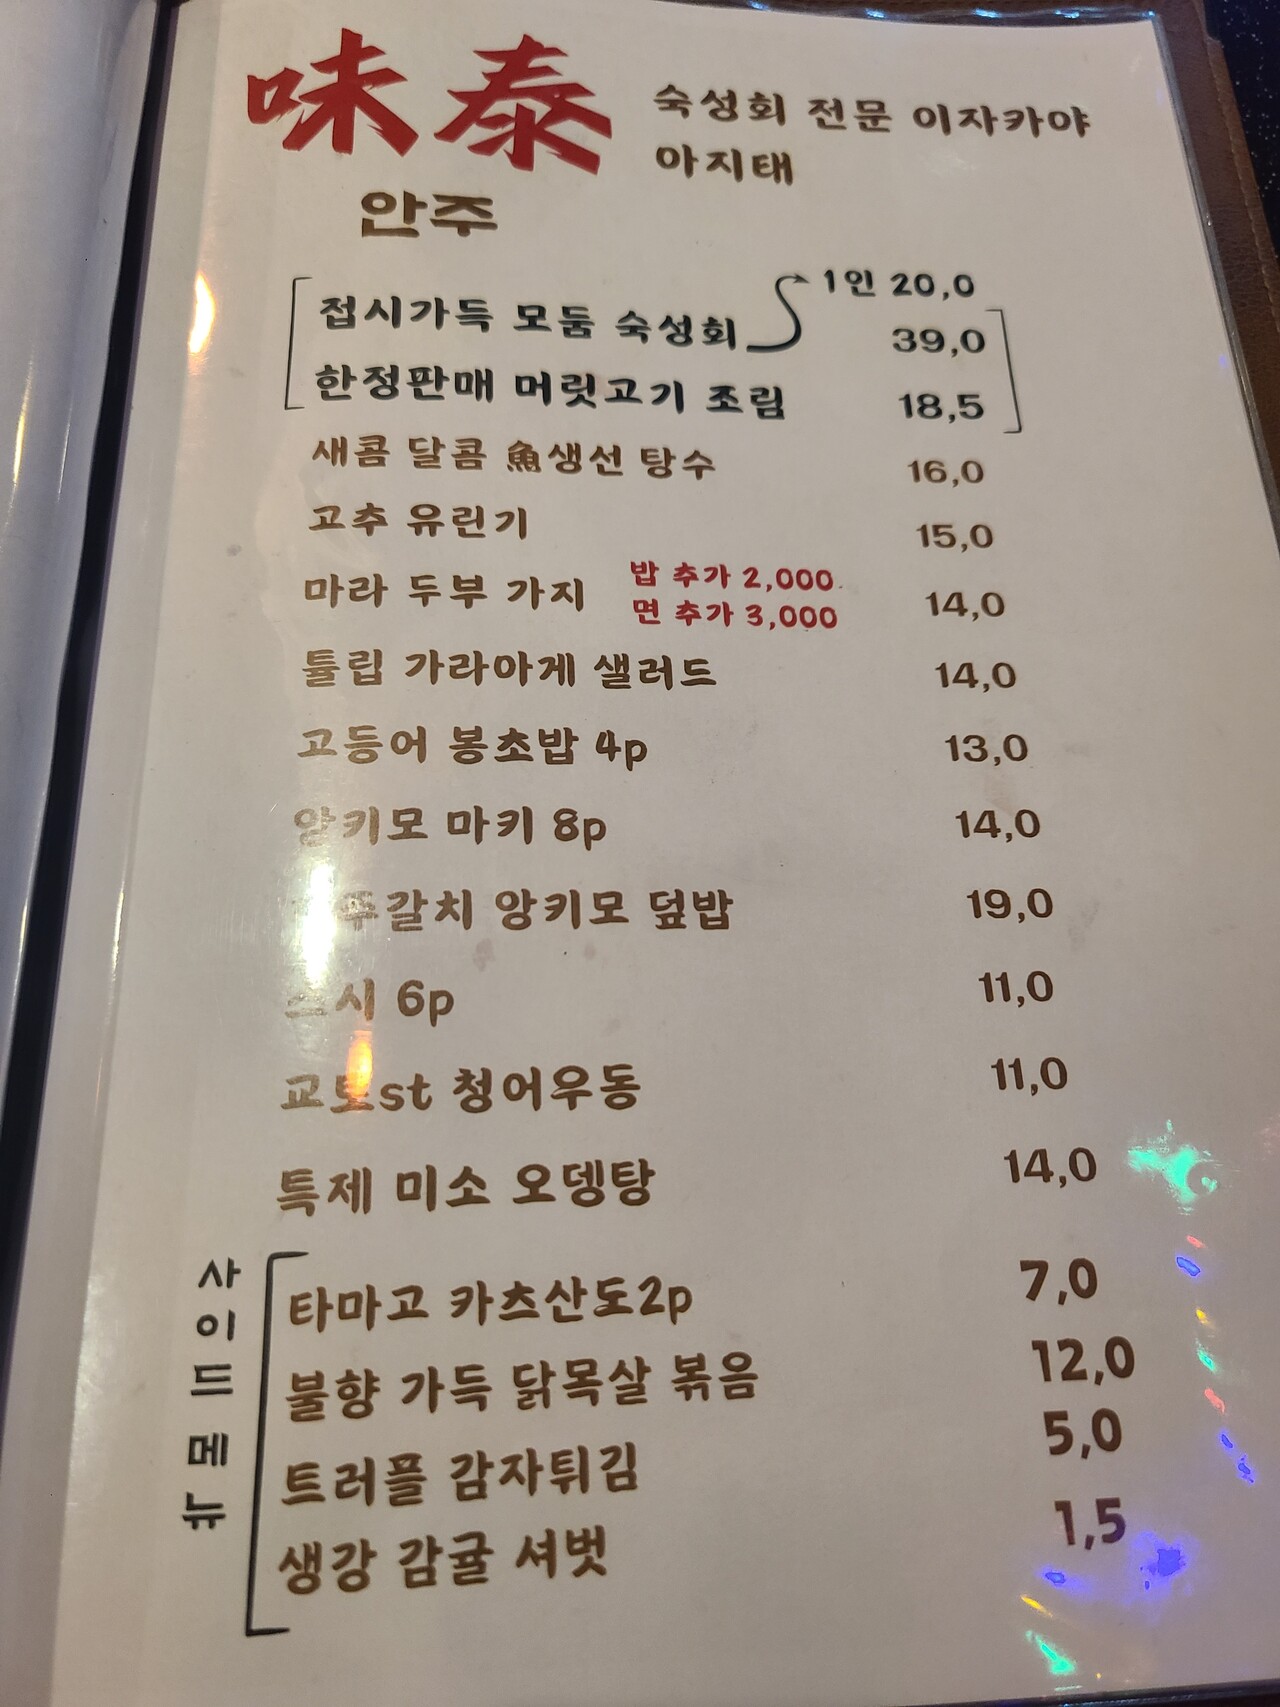 味泰
숙성회 전문 이자카야
아지태
안주
접시가득 모둠 숙성회 1인 20,0
39,0
한정판매 머릿고기 조림 18,5
새콤 달콤 魚생선 탕수 16,0
고추 유린기 15,0
마라 두부 가지 14,0
밥 추가 2,000
면 추가 3,000
튤립 가라아게 샐러드 14,0
고등어 봉초밥 4p 13,0
앙키모 마키 8p 14,0
앙키모 덮밥 19,0
6p 11,0
교토st 청어우동 11,0
특제 미소 오뎅탕 14,0
사이드 메뉴
타마고 카츠산도2p 7,0
불향 가득 닭목살 볶음 12,0
트러플 감자튀김 5,0
생강 감귤 셔벗 1,5